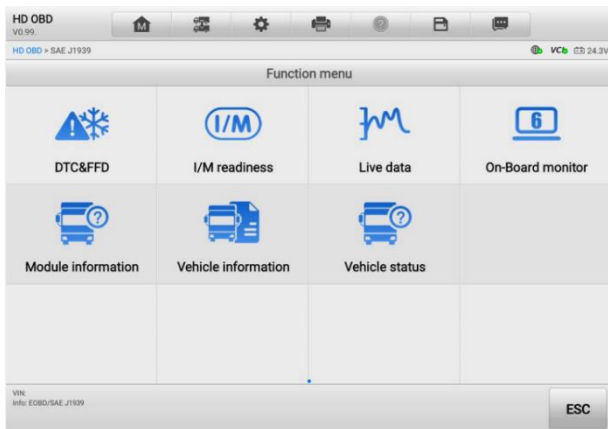 HD OBD
V0.99
M
HD OBD > SAE J1939
VCb 24.3V
Function menu
I/M
6
DTC&FFD
I/M readiness
Live data
On-Board monitor
?
?
Module information
Vehicle information
Vehicle status
VIN:
Info: EOBD/SAE J1939
ESC